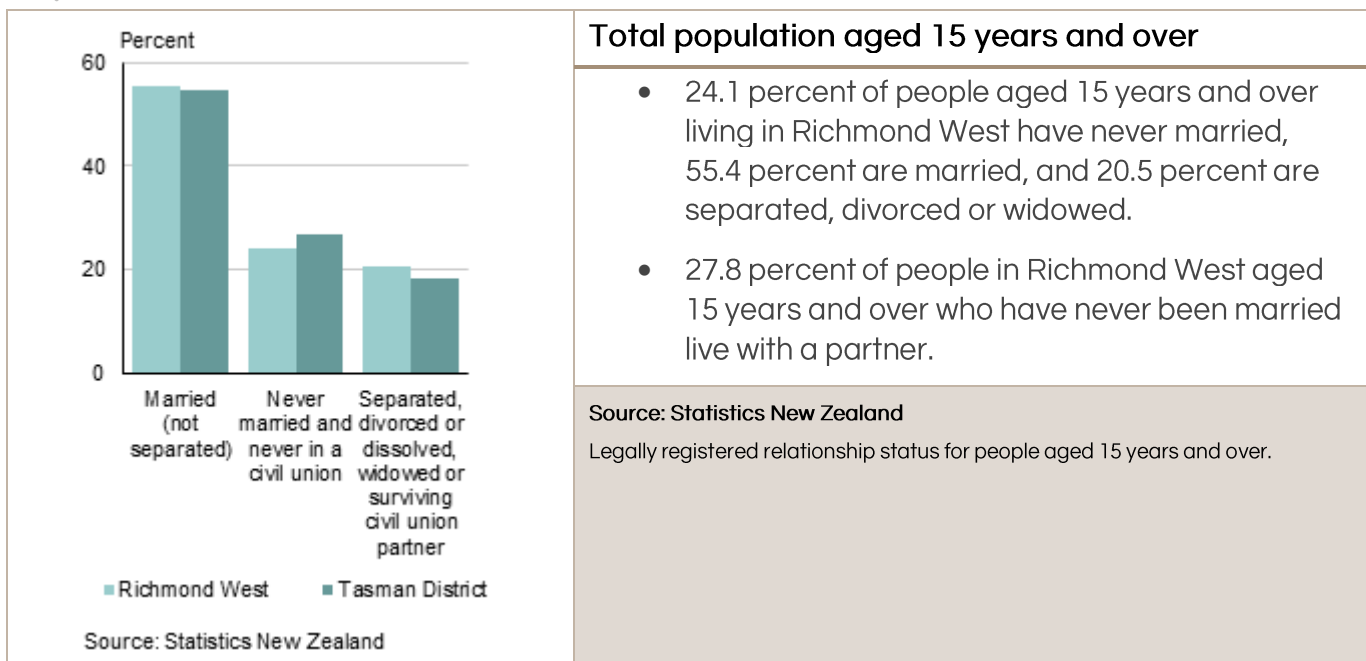 Percent
60
40
20
0
Married
(not
separated)
Never
married and
never in a
civil union
Separated,
divorced or
dissolved,
widowed or
surviving
civil union
partner
Richmond West
Tasman District
Source: Statistics New Zealand
Total population aged 15 years and over
• 24.1 percent of people aged 15 years and over
living in Richmond West have never married,
55.4 percent are married, and 20.5 percent are
separated, divorced or widowed.
• 27.8 percent of people in Richmond West aged
15 years and over who have never been married
live with a partner.
Source: Statistics New Zealand
Legally registered relationship status for people aged 15 years and over.